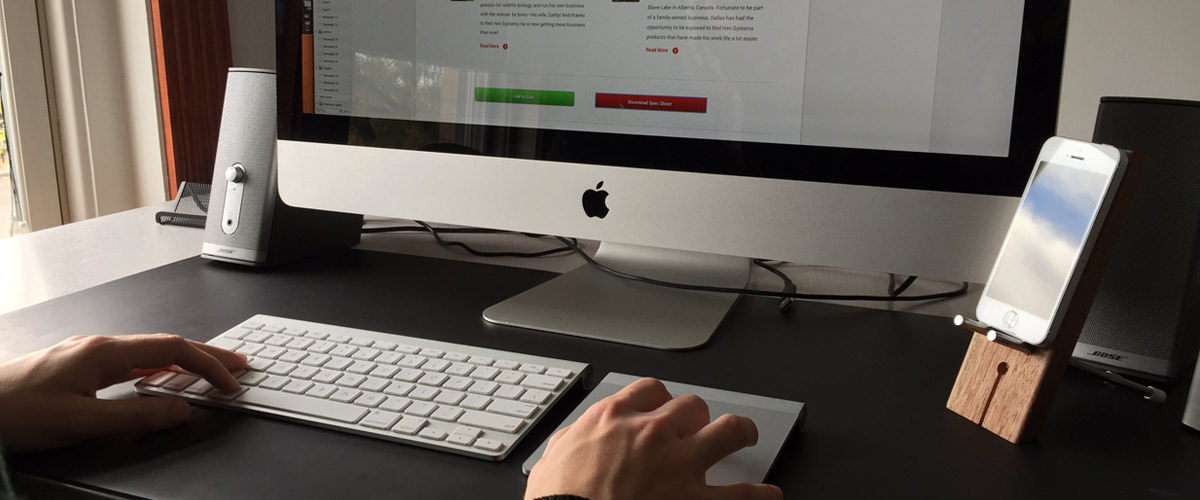 passion for wildlife biology, and run his own business
with the woman he loves—his wife, Cathy! And thanks
to Red Hen Systems, he is now getting more business
than ever!
Read More
Slave Lake in Alberta, Canada. Fortunate to be part
of a family-owned business, Dallas has had the
opportunity to be exposed to Red Hen Systems
products that have made his work life a lot easier
Read More
Add to Cart
Download Spec Sheet
BOSE
BOSE